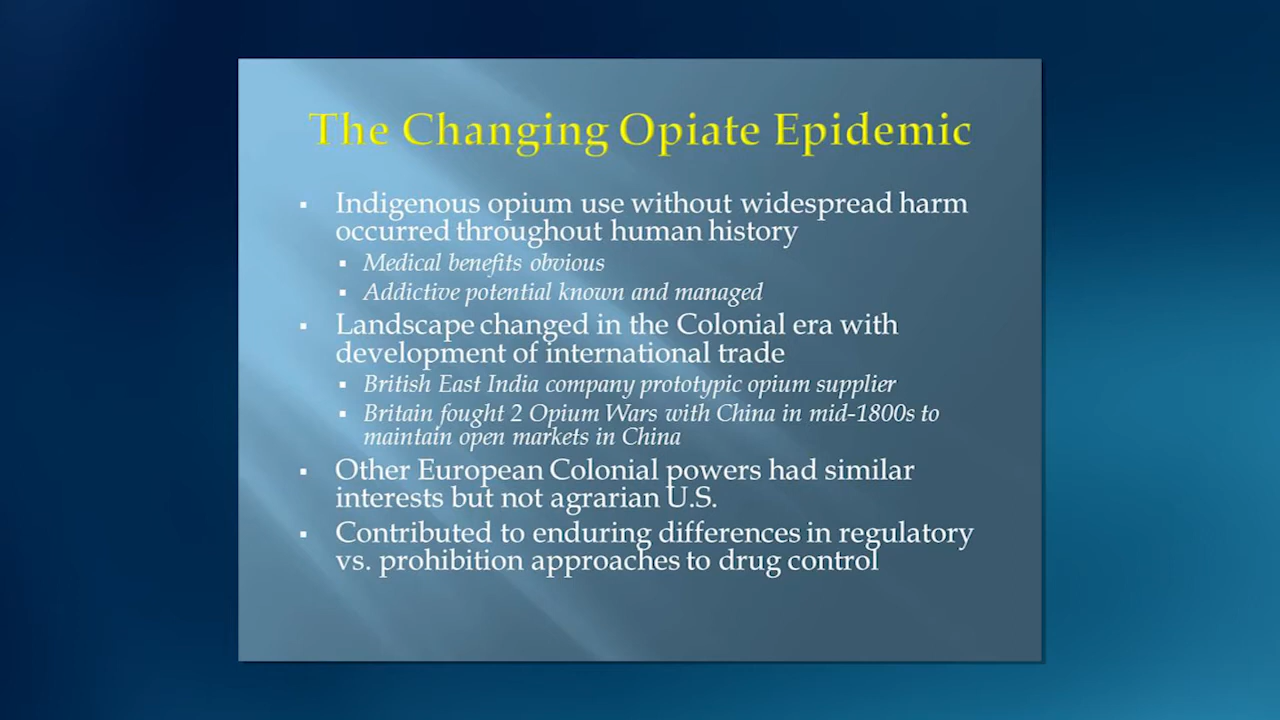 The Changing Opiate Epidemic
▪ Indigenous opium use without widespread harm
occurred throughout human history
▪ Medical benefits obvious
▪ Addictive potential known and managed
▪ Landscape changed in the Colonial era with
development of international trade
▪ British East India company prototypic opium supplier
▪ Britain fought 2 Opium Wars with China in mid-1800s to
maintain open markets in China
▪ Other European Colonial powers had similar
interests but not agrarian U.S.
▪ Contributed to enduring differences in regulatory
vs. prohibition approaches to drug control